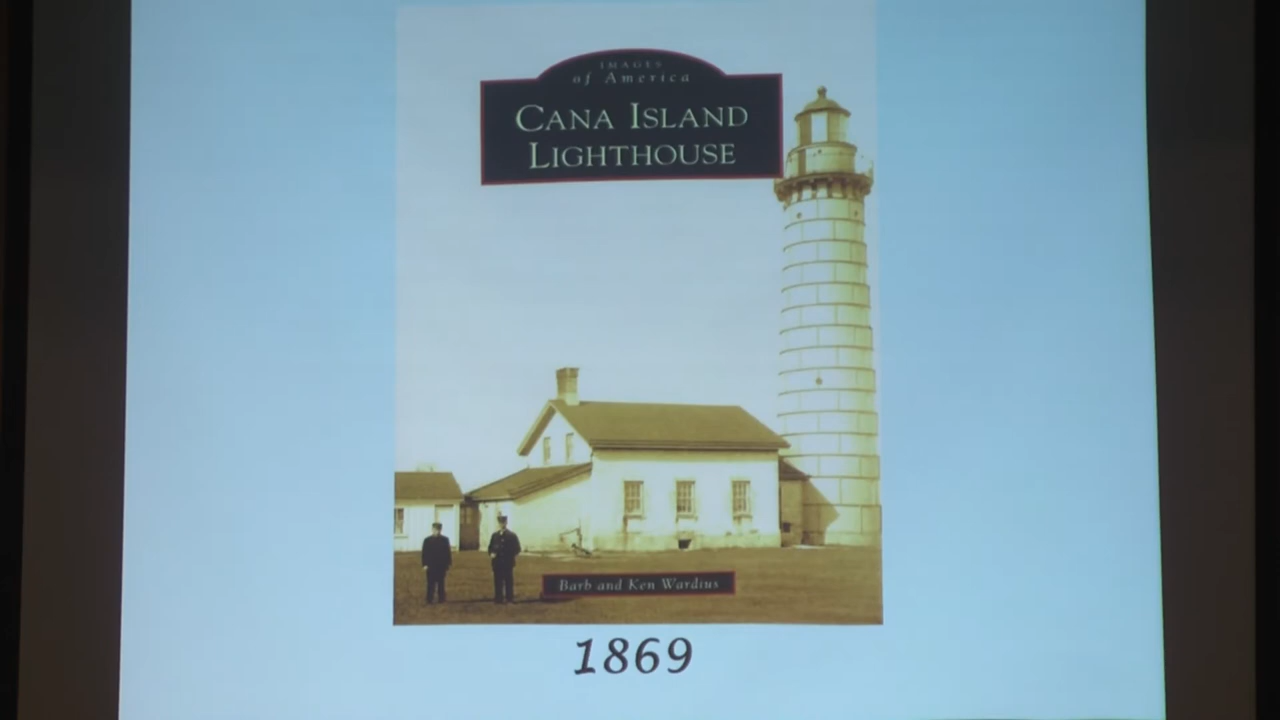 IMAGES
of America
CANA ISLAND
LIGHTHOUSE
Barb and Ken Wardius
1869